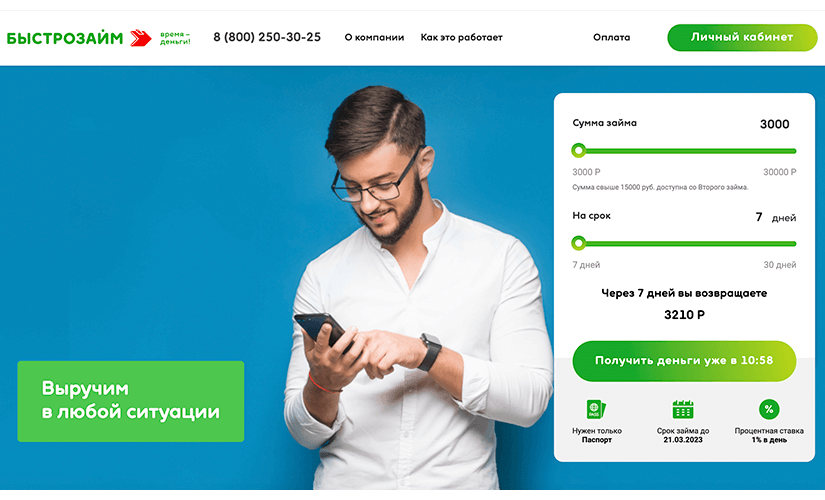 БЫСТРОЗАЙМ
время –
деньги!
8 (800) 250-30-25
О компании
Как это работает
Оплата
Личный кабинет
Выручим
в любой ситуации
Сумма займа
3000
3000 Р
30000 Р
Сумма свыше 15000 руб. доступна со Второго займа.
На срок
7 дней
7 дней
30 дней
Через 7 дней вы возвращаете
3210 Р
Получить деньги уже в 10:58
PASS
Нужен только
Паспорт
Срок займа до
21.03.2023
%
Процентная ставка
1% в день